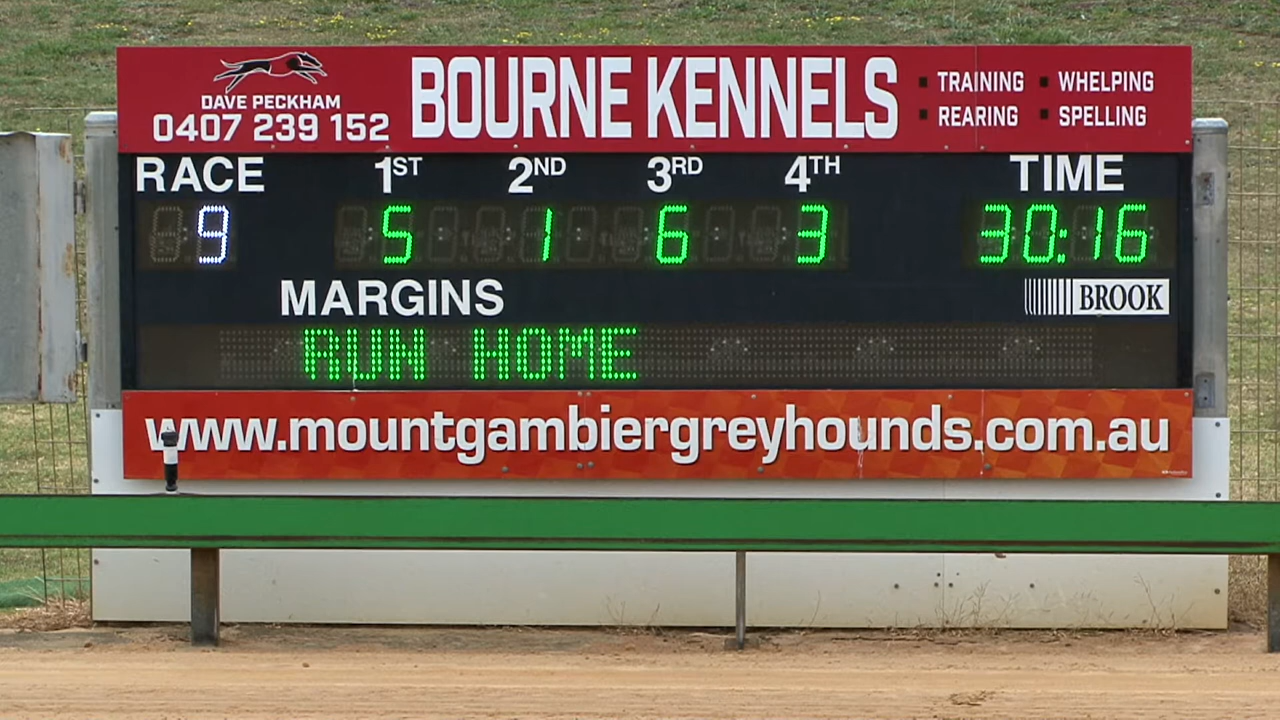 DAVE PECKHAM
0407 239 152
BOURNE KENNELS
TRAINING WHELPING
REARING SPELLING
RACE 1ST 2ND 3RD 4TH TIME
9 5 1 6 3 30:16
MARGINS BROOK
RUN HOME
www.mountgambiergreyhounds.com.au